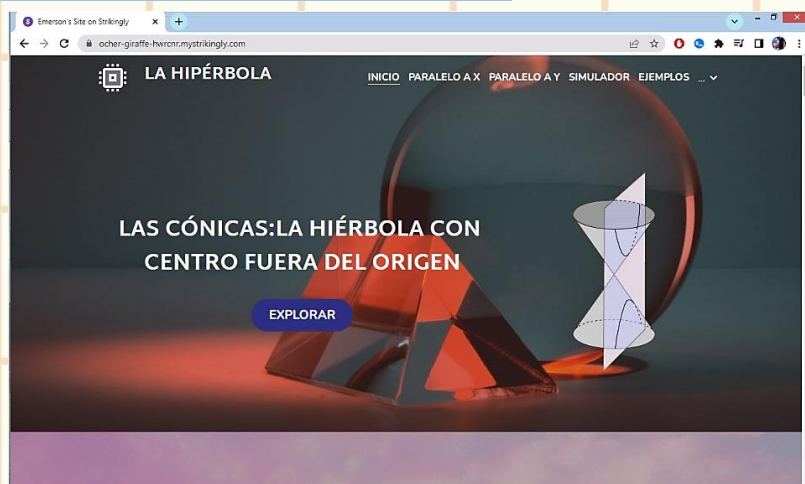 Emerson's Site on Strikingly
ocher-giraffe-hwrcnr.mystrikingly.com
LA HIPÉRBOLA
INICIO PARALELO A X PARALELO A Y SIMULADOR EJEMPLOS ...
LAS CÓNICAS:LA HIÉRBOLA CON
CENTRO FUERA DEL ORIGEN
EXPLORAR